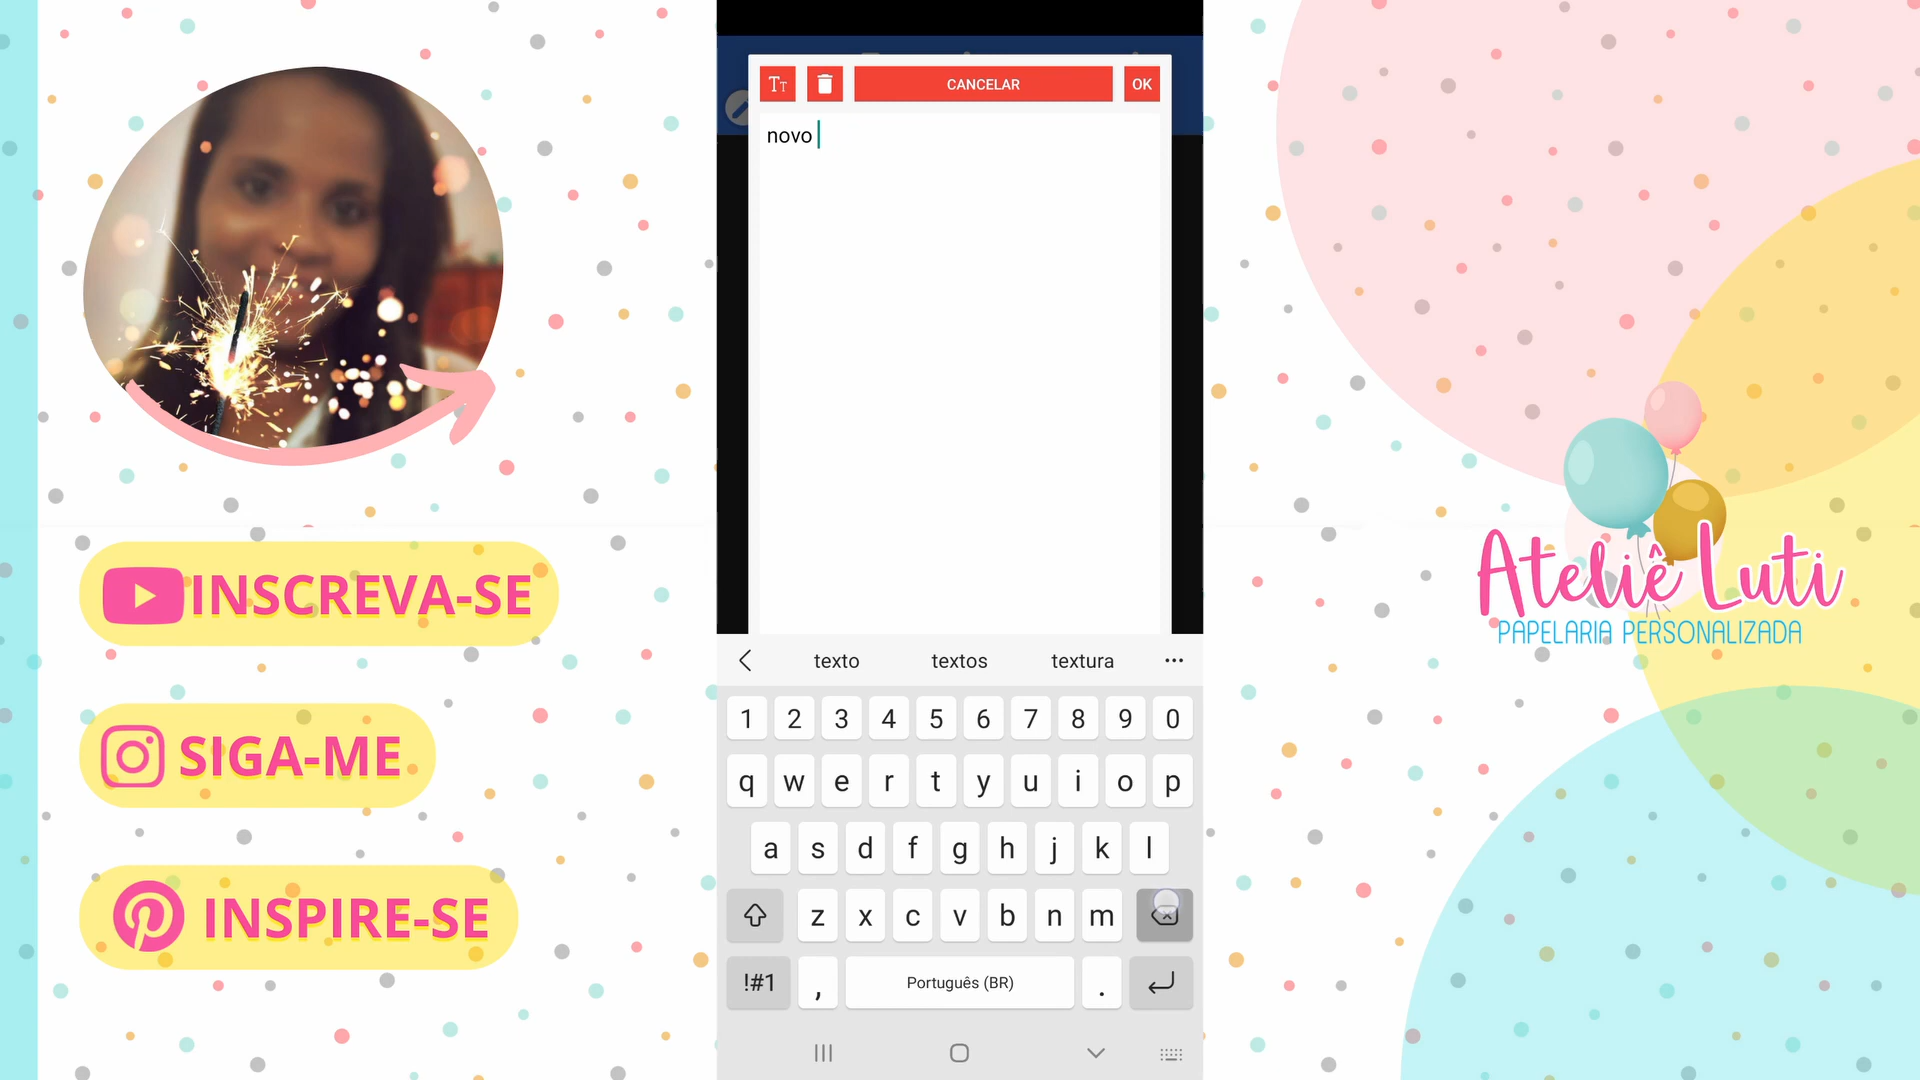 INSCREVA-SE
SIGA-ME
INSPIRE-SE
TT
CANCELAR
OK
novo
texto textos textura ...
1 2 3 4 5 6 7 8 9 0
q w e r t y u i o p
a s d f g h j k l
z x c v b n m
!#1 , Português (BR) .
Ateliê Luti
PAPELARIA PERSONALIZADA